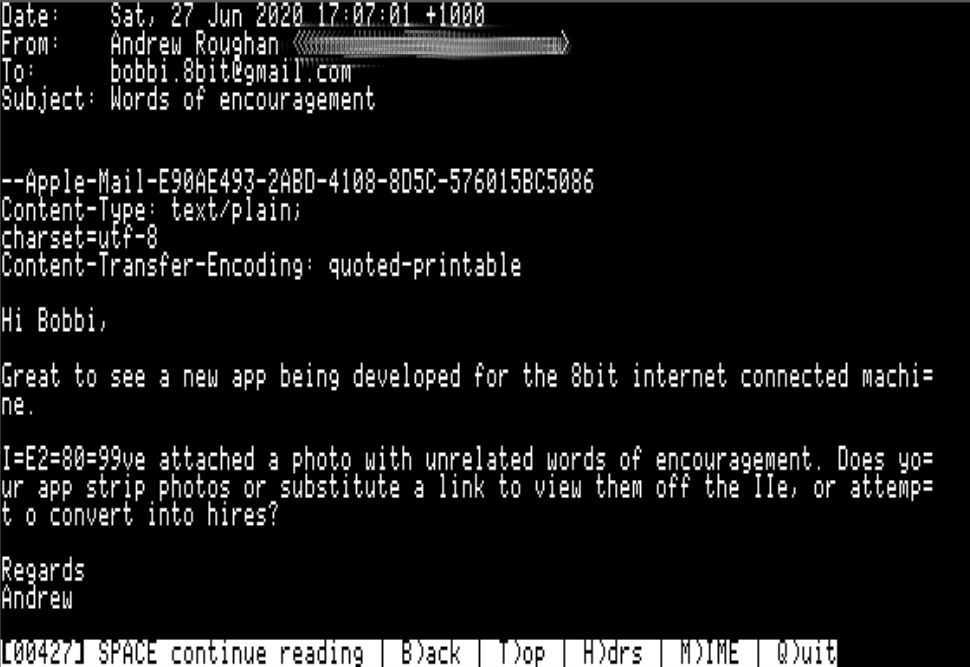 Date: Sat, 27 Jun 2020 17:07:01 +1000
From: Andrew Roughan
To: bobbi.8bit@gmail.com
Subject: Words of encouragement
--Apple-Mail-E90AE493-2ABD-4108-8D5C-576015BC5086
Content-Type: text/plain;
charset=utf-8
Content-Transfer-Encoding: quoted-printable
Hi Bobbi,
Great to see a new app being developed for the 8bit internet connected machi=
ne.
I=E2=80=99ve attached a photo with unrelated words of encouragement. Does yo=
ur app strip photos or substitute a link to view them off the IIe, or attemp=
t o convert into hires?
Regards
Andrew
[00427] SPACE continue reading | B)ack | T)op | H)drs | M)IME | Q)uit